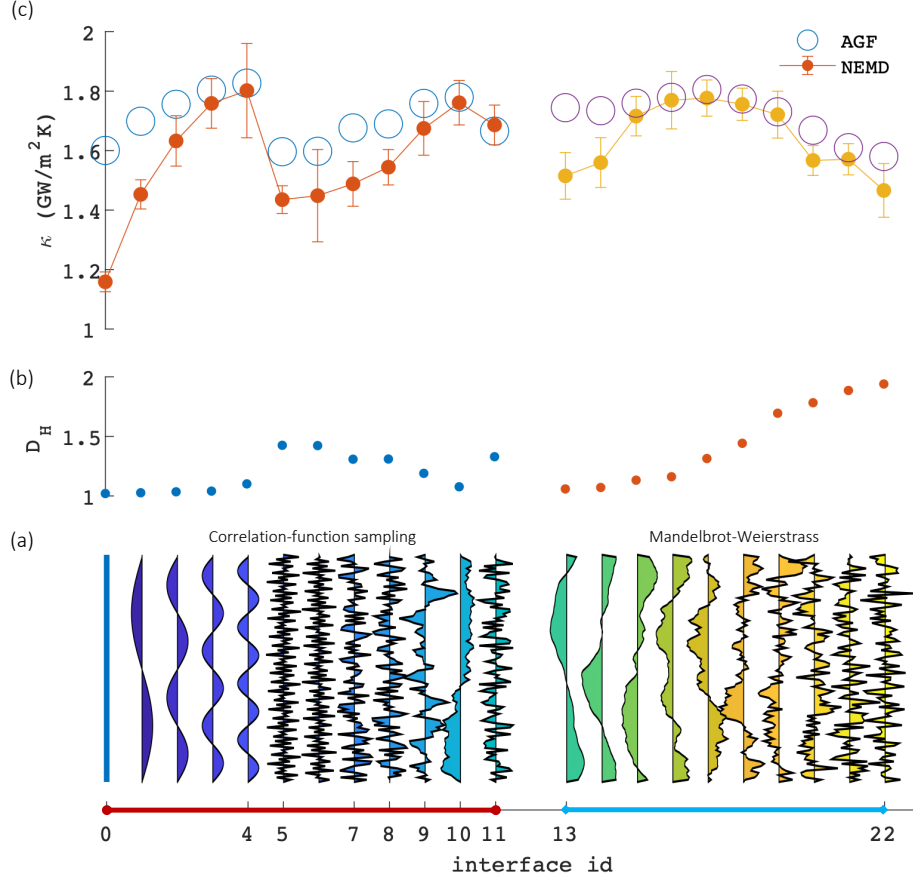 (c)
2
1.8
1.6
1.4
1.2
1
κ (GW/m²K)
AGF
NEMD
(b)
2
1.5
1
D_H
(a)
Correlation-function sampling
Mandelbrot-Weierstrass
0 4 5 7 8 9 10 11 13 22
interface id